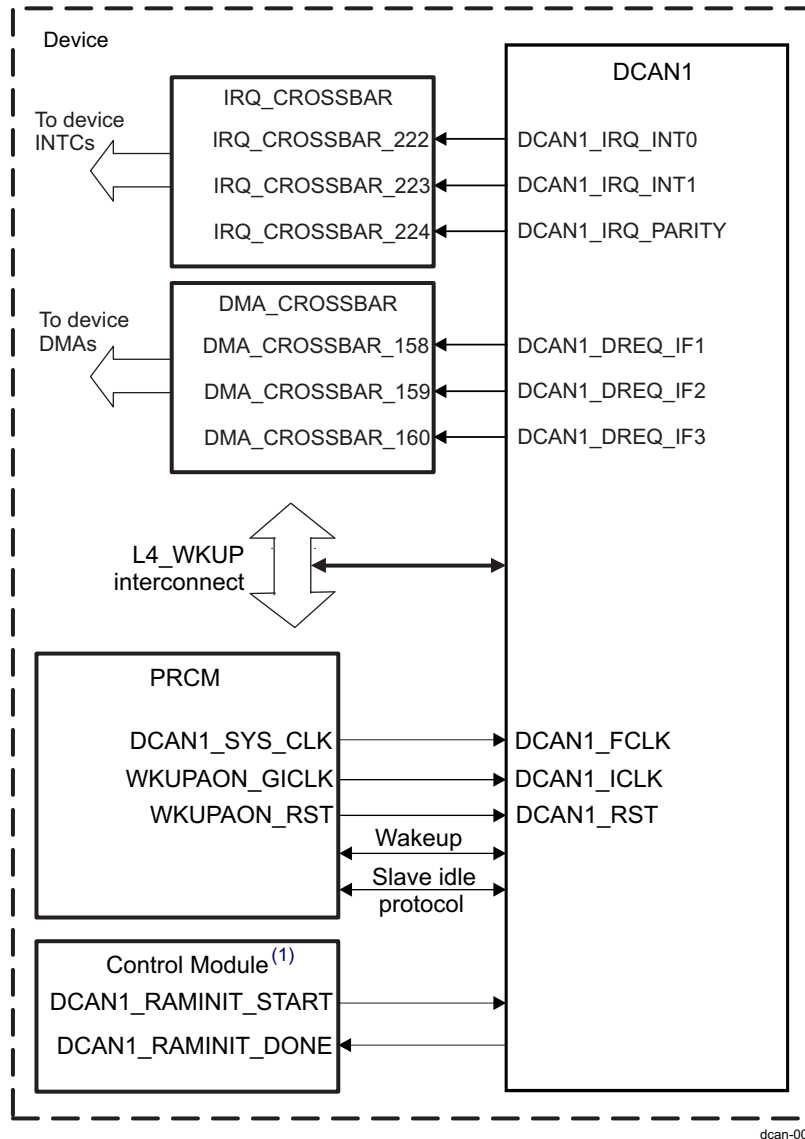 Device
DCAN1
IRQ_CROSSBAR
To device
INTCs
IRQ_CROSSBAR_222
DCAN1_IRQ_INT0
IRQ_CROSSBAR_223
DCAN1_IRQ_INT1
IRQ_CROSSBAR_224
DCAN1_IRQ_PARITY
DMA_CROSSBAR
To device
DMAs
DMA_CROSSBAR_158
DCAN1_DREQ_IF1
DMA_CROSSBAR_159
DCAN1_DREQ_IF2
DMA_CROSSBAR_160
DCAN1_DREQ_IF3
L4_WKUP
interconnect
PRCM
DCAN1_SYS_CLK
DCAN1_FCLK
WKUPAON_GICLK
DCAN1_ICLK
WKUPAON_RST
DCAN1_RST
Wakeup
Slave idle
protocol
Control Module(1)
DCAN1_RAMINIT_START
DCAN1_RAMINIT_DONE
dcan-00